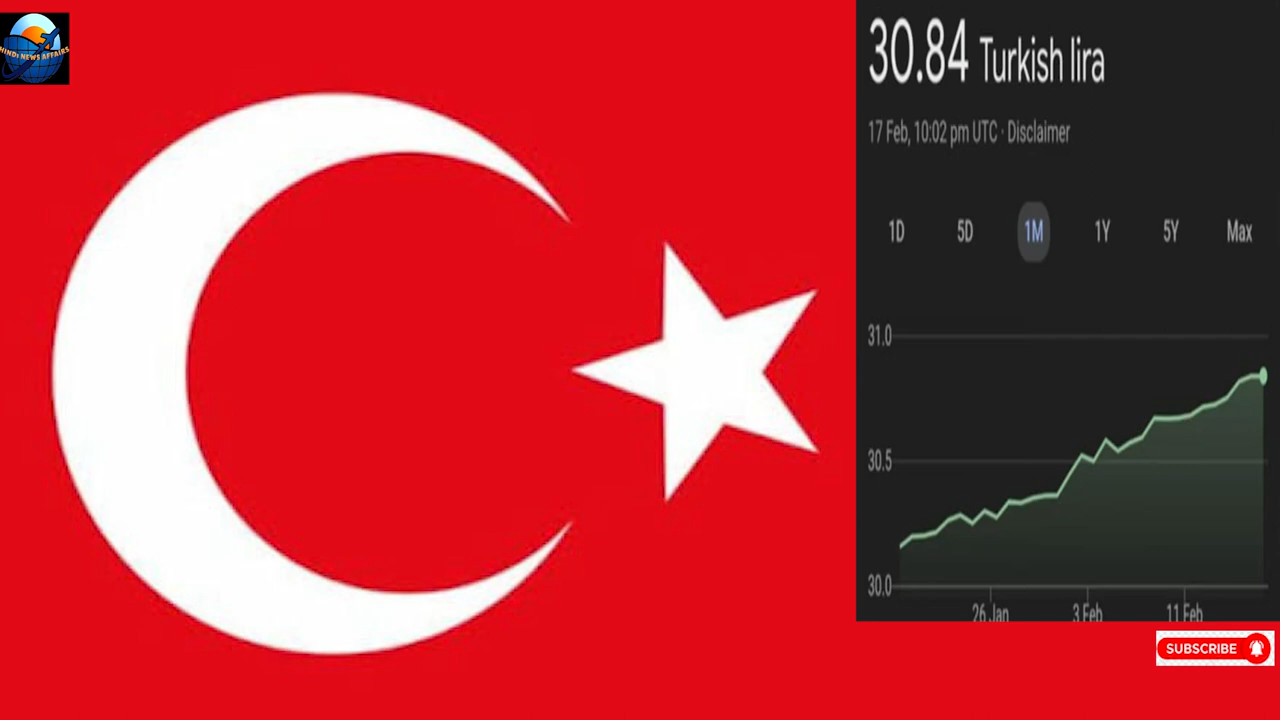 HINDI NEWS AFFAIRS
30.84 Turkish lira
17 Feb, 10:02 pm UTC · Disclaimer
1D 5D 1M 1Y 5Y Max
31.0
30.5
30.0
26 Jan 3 Feb 11 Feb
SUBSCRIBE